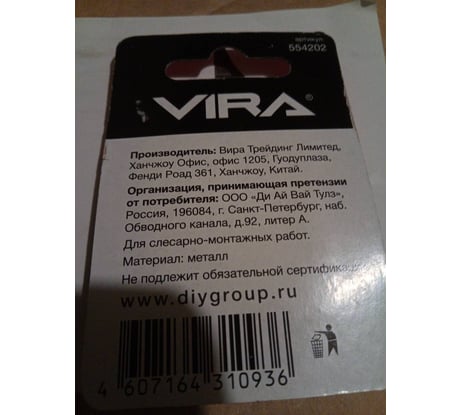 артикул:
554202
VIRA®
Производитель: Вира Трейдинг Лимитед,
Ханчжоу Офис, офис 1205, Гуодуплаза,
Фенди Роад 361, Ханчжоу, Китай.
Организация, принимающая претензии
от потребителя: ООО «Ди Ай Вай Тулз»,
Россия, 196084, г. Санкт-Петербург, наб.
Обводного канала, д.92, литер А.
Для слесарно-монтажных работ.
Материал: металл
Не подлежит обязательной
www.diygroup.ru
4 607164 310936